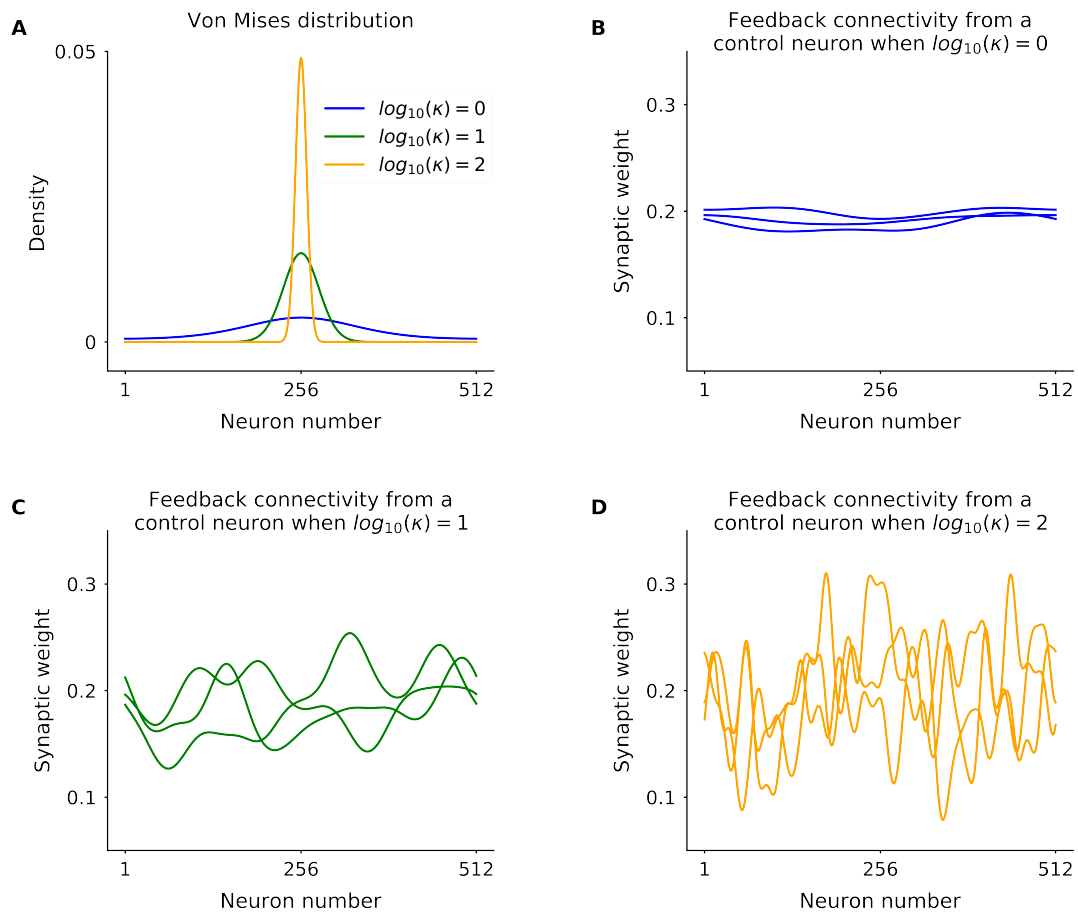 A
Von Mises distribution
0.05
0
Density
log₁₀(κ) = 0
log₁₀(κ) = 1
log₁₀(κ) = 2
1
256
512
Neuron number
B
Feedback connectivity from a
control neuron when log₁₀(κ) = 0
0.3
0.2
0.1
Synaptic weight
1
256
512
Neuron number
C
Feedback connectivity from a
control neuron when log₁₀(κ) = 1
0.3
0.2
0.1
Synaptic weight
1
256
512
Neuron number
D
Feedback connectivity from a
control neuron when log₁₀(κ) = 2
0.3
0.2
0.1
Synaptic weight
1
256
512
Neuron number